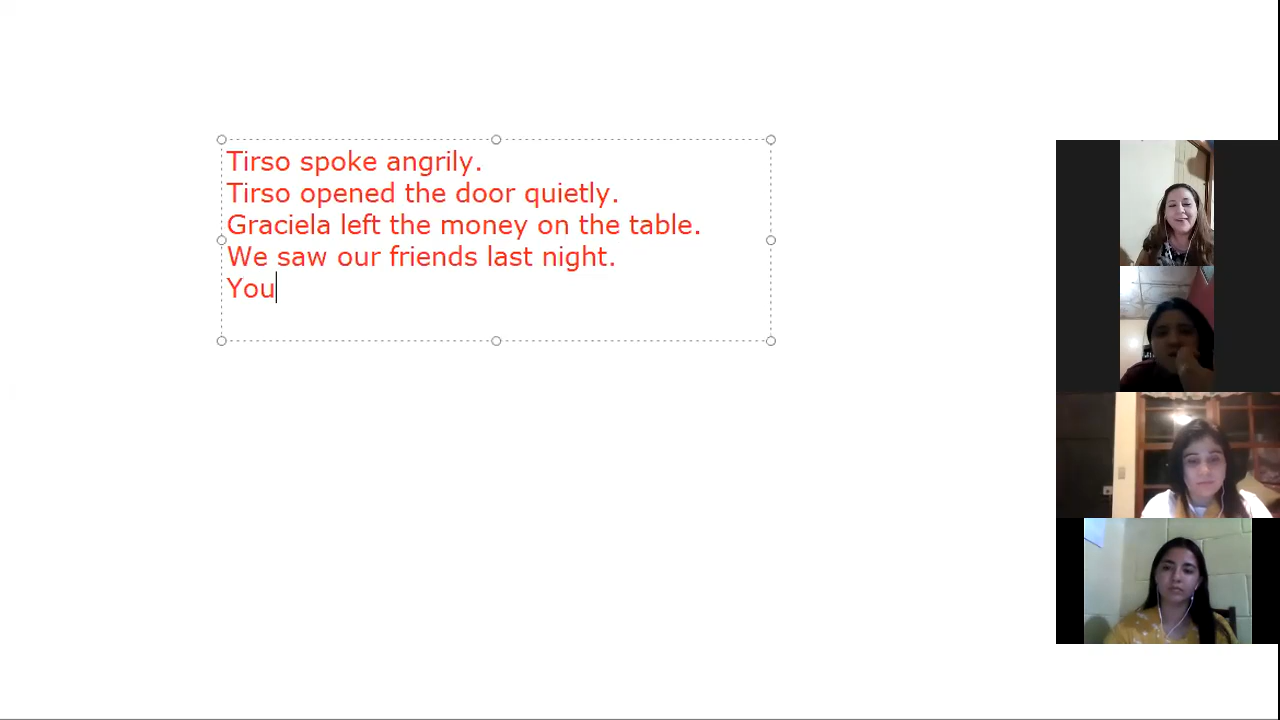 Tirso spoke angrily.
Tirso opened the door quietly.
Graciela left the money on the table.
We saw our friends last night.
You